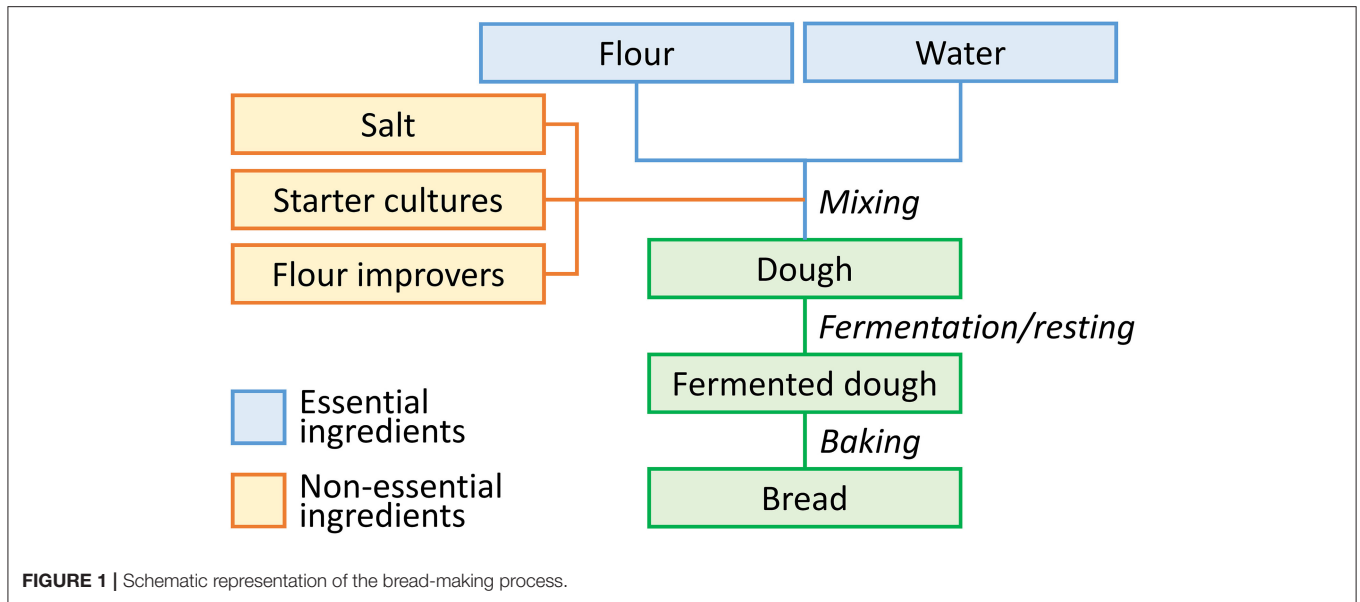 Flour
Water
Salt
Starter cultures
Mixing
Flour improvers
Dough
Fermentation/resting
Fermented dough
Essential
ingredients
Baking
Non-essential
ingredients
Bread
FIGURE 1 | Schematic representation of the bread-making process.